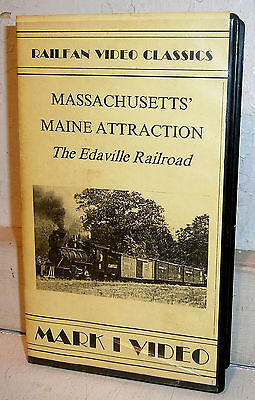 RAILFAN VIDEO CLASSICS
MASSACHUSETTS'
MAINE ATTRACTION
The Edaville Railroad
MARK I VIDEO